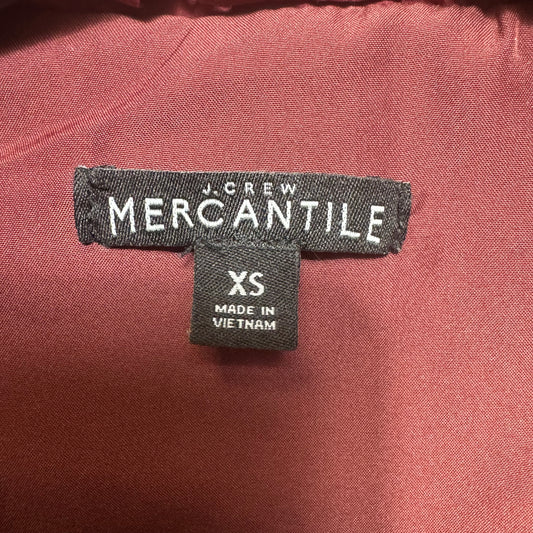 J.CREW
MERCANTILE
XS
MADE IN
VIETNAM